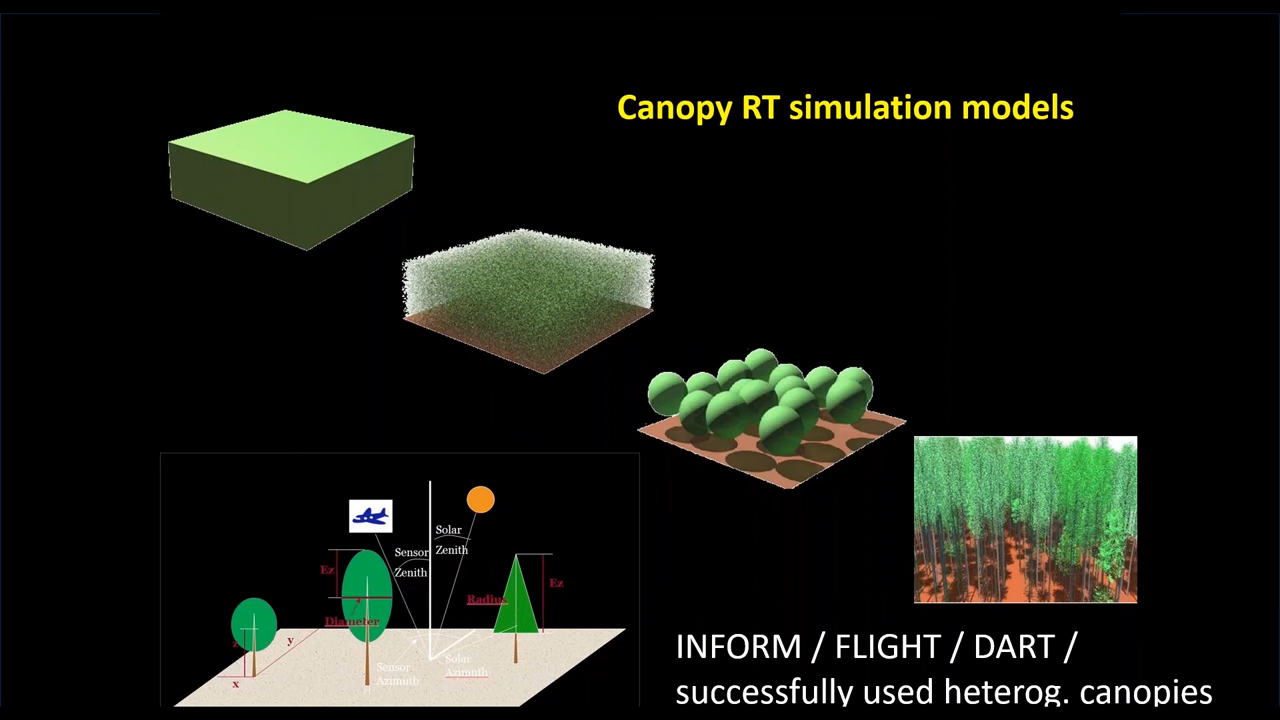 Canopy RT simulation models
Solar
Zenith
Sensor
Zenith
Ez
Ez
Radius
Diameter
y
z
x
Sensor
Azimuth
Solar
Azimuth
INFORM / FLIGHT / DART /
successfully used heterog. canopies